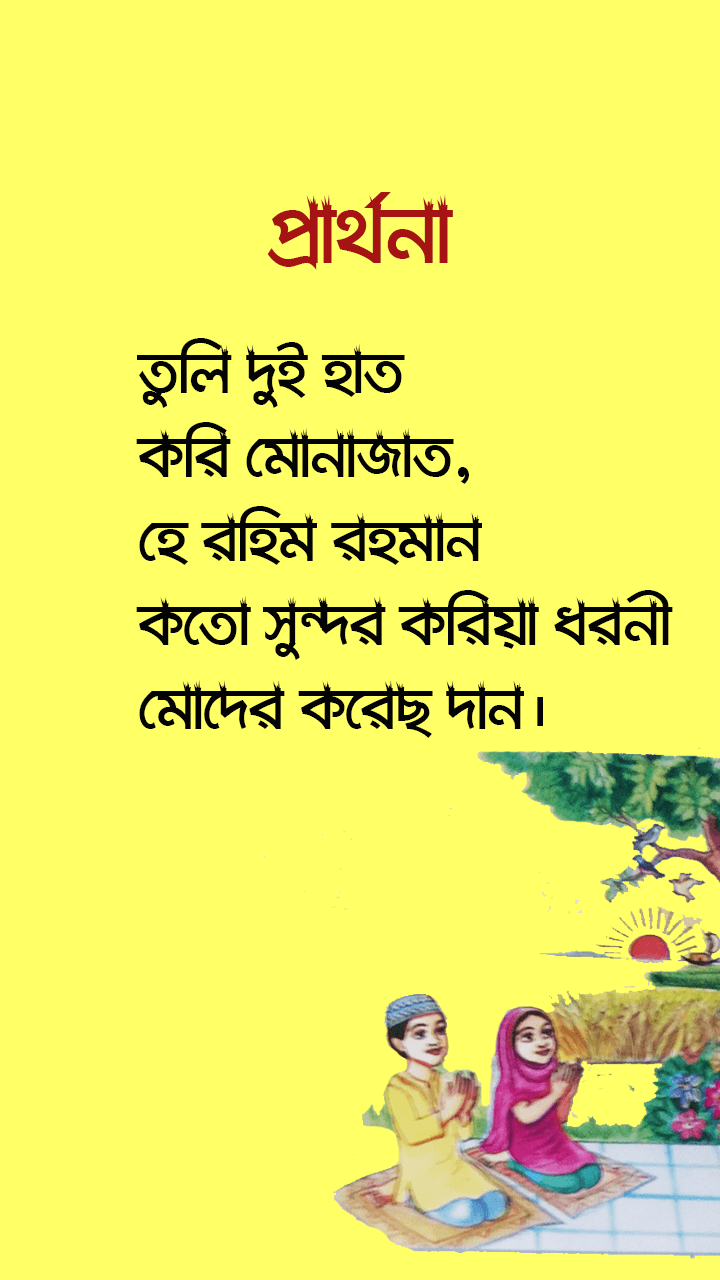 প্রার্থনা
তুলি দুই হাত
করি মোনাজাত,
হে রহিম রহমান
কতো সুন্দর করিয়া ধরনী
মোদের করেছ দান।